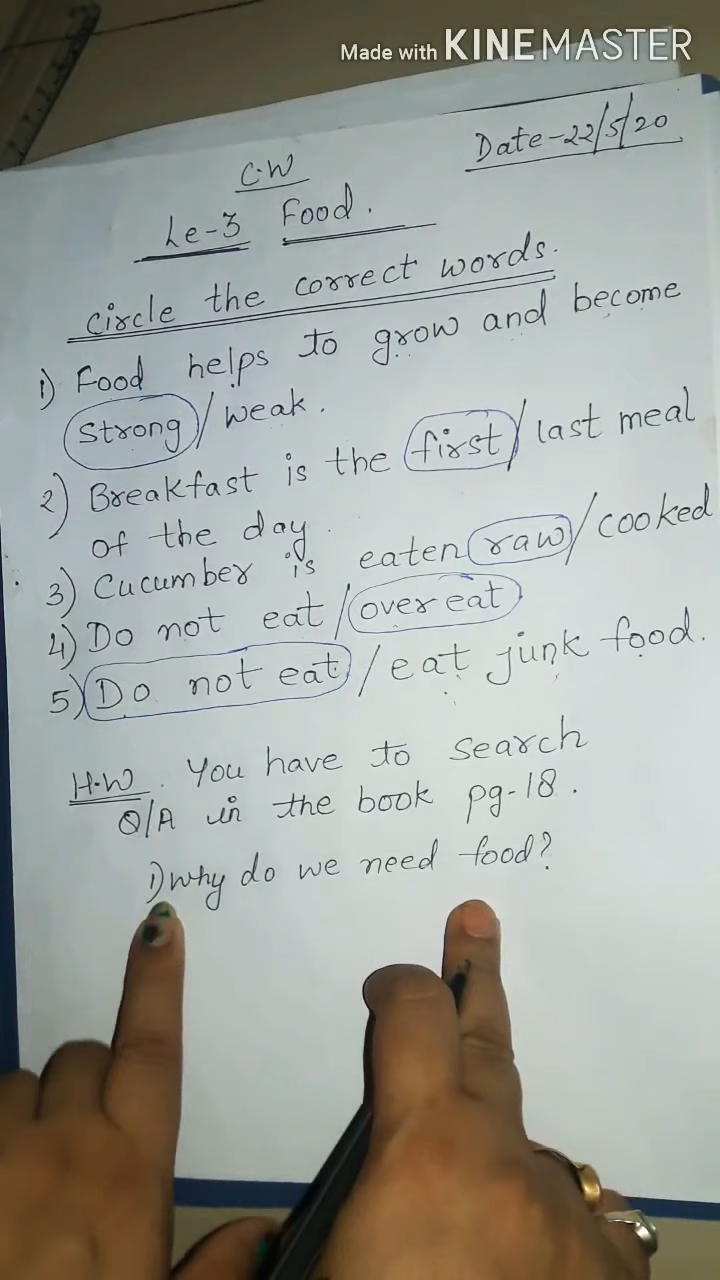 Made with KINEMASTER
Date-22/5/20
C.W
Le-3 Food.
Circle the correct words.
1) Food helps to grow and become
strong/weak.
2) Breakfast is the first/last meal
of the day.
3) Cucumber is eaten raw/cooked
4) Do not eat/over eat
5) Do not eat/eat junk food.
H.W. You have to search
Q/A in the book pg-18.
1) Why do we need food?